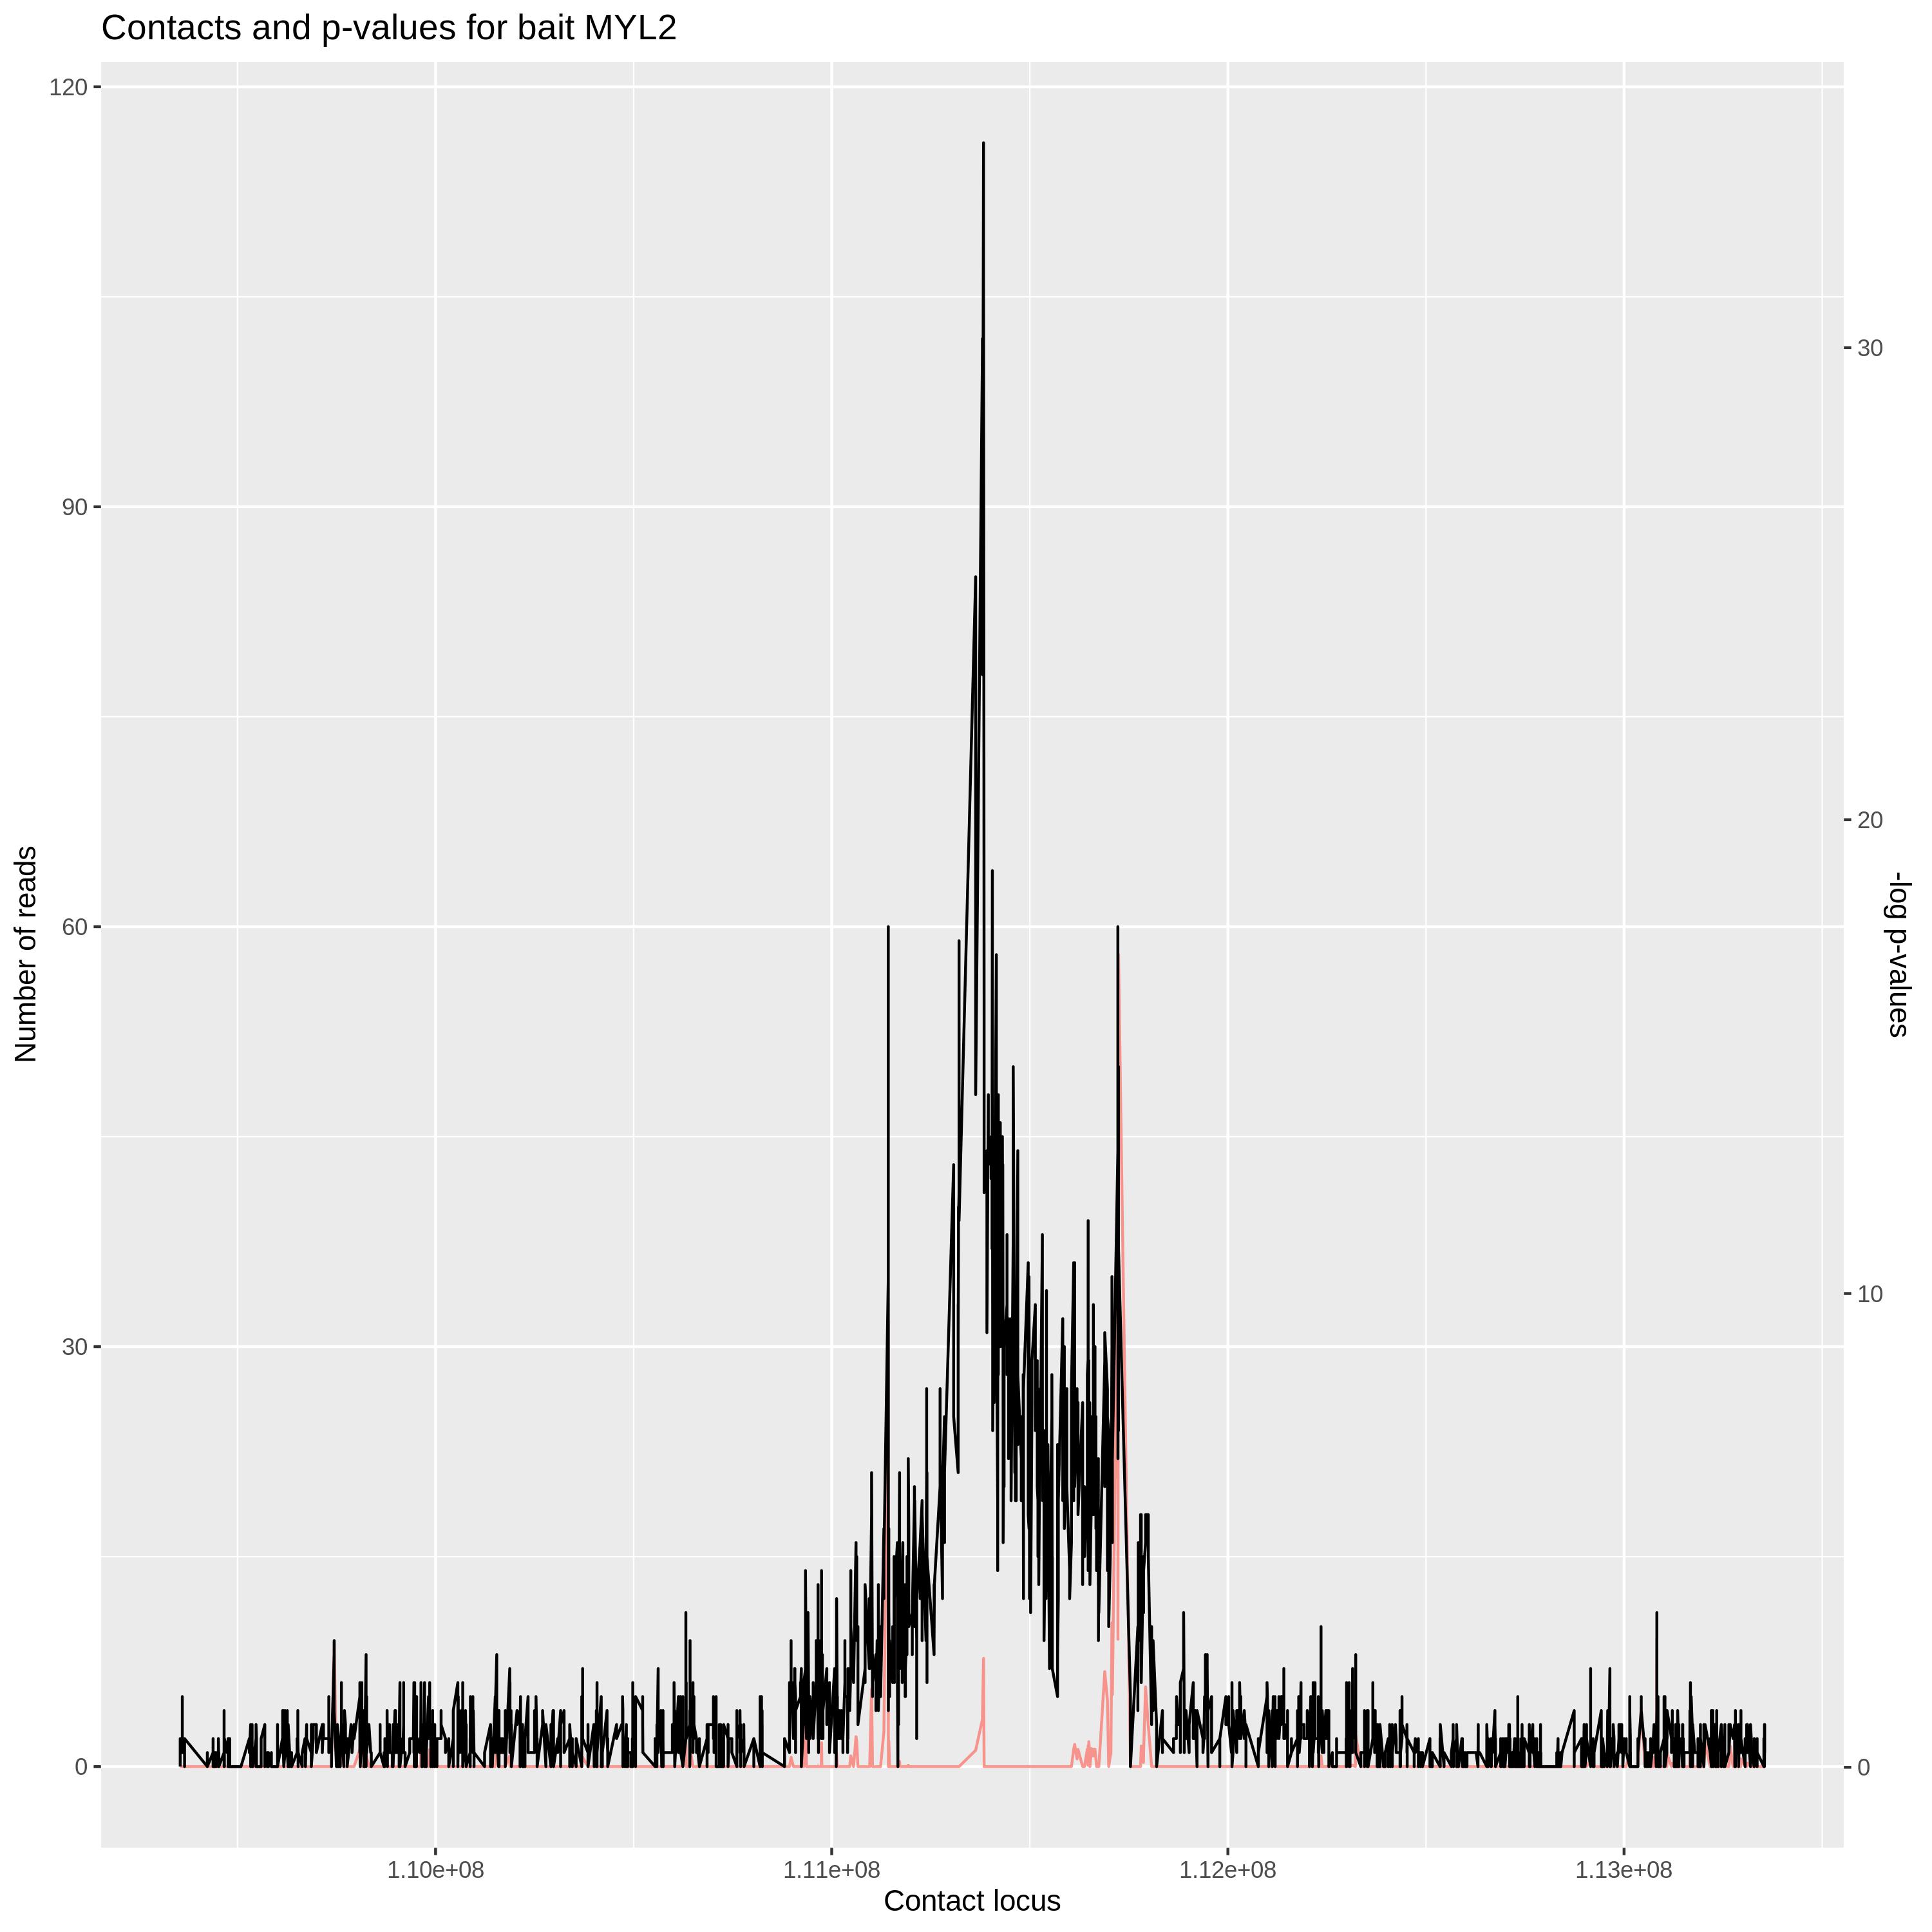 Contacts and p-values for bait MYL2
120
90
60
30
0
Number of reads
30
20
10
0
-log p-values
1.10e+08
1.11e+08
1.12e+08
1.13e+08
Contact locus